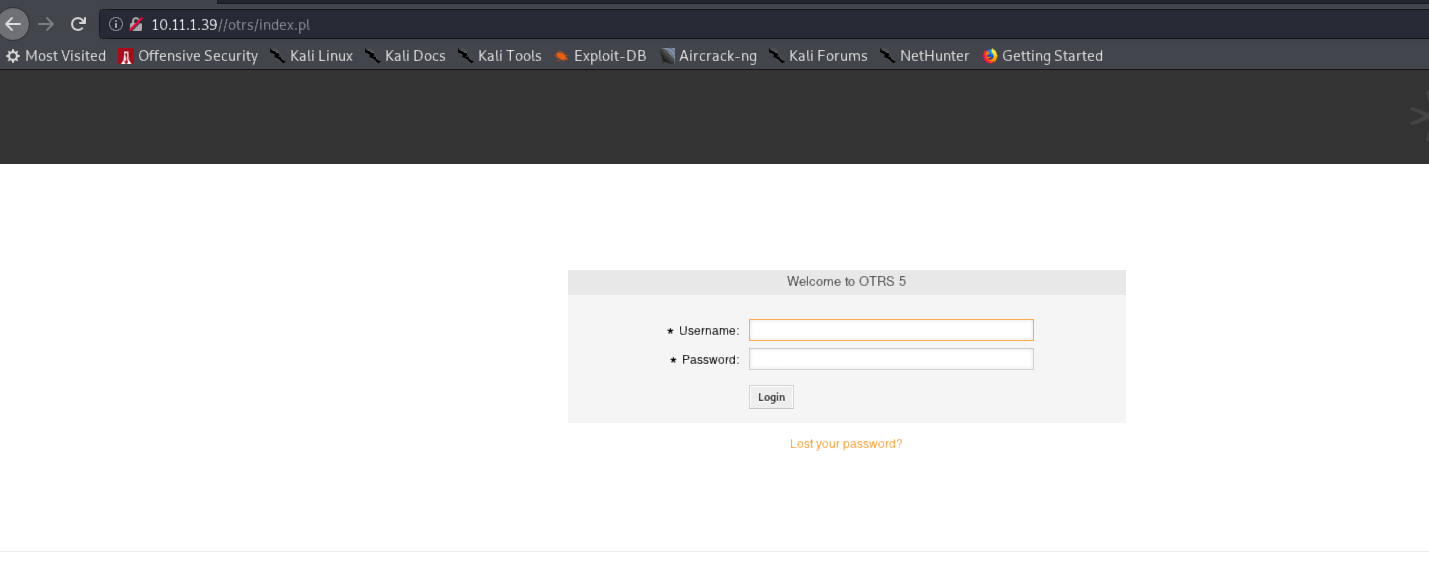 10.11.1.39//otrs/index.pl
Most Visited Offensive Security Kali Linux Kali Docs Kali Tools Exploit-DB Aircrack-ng Kali Forums NetHunter Getting Started
Welcome to OTRS 5
* Username:
* Password:
Login
Lost your password?